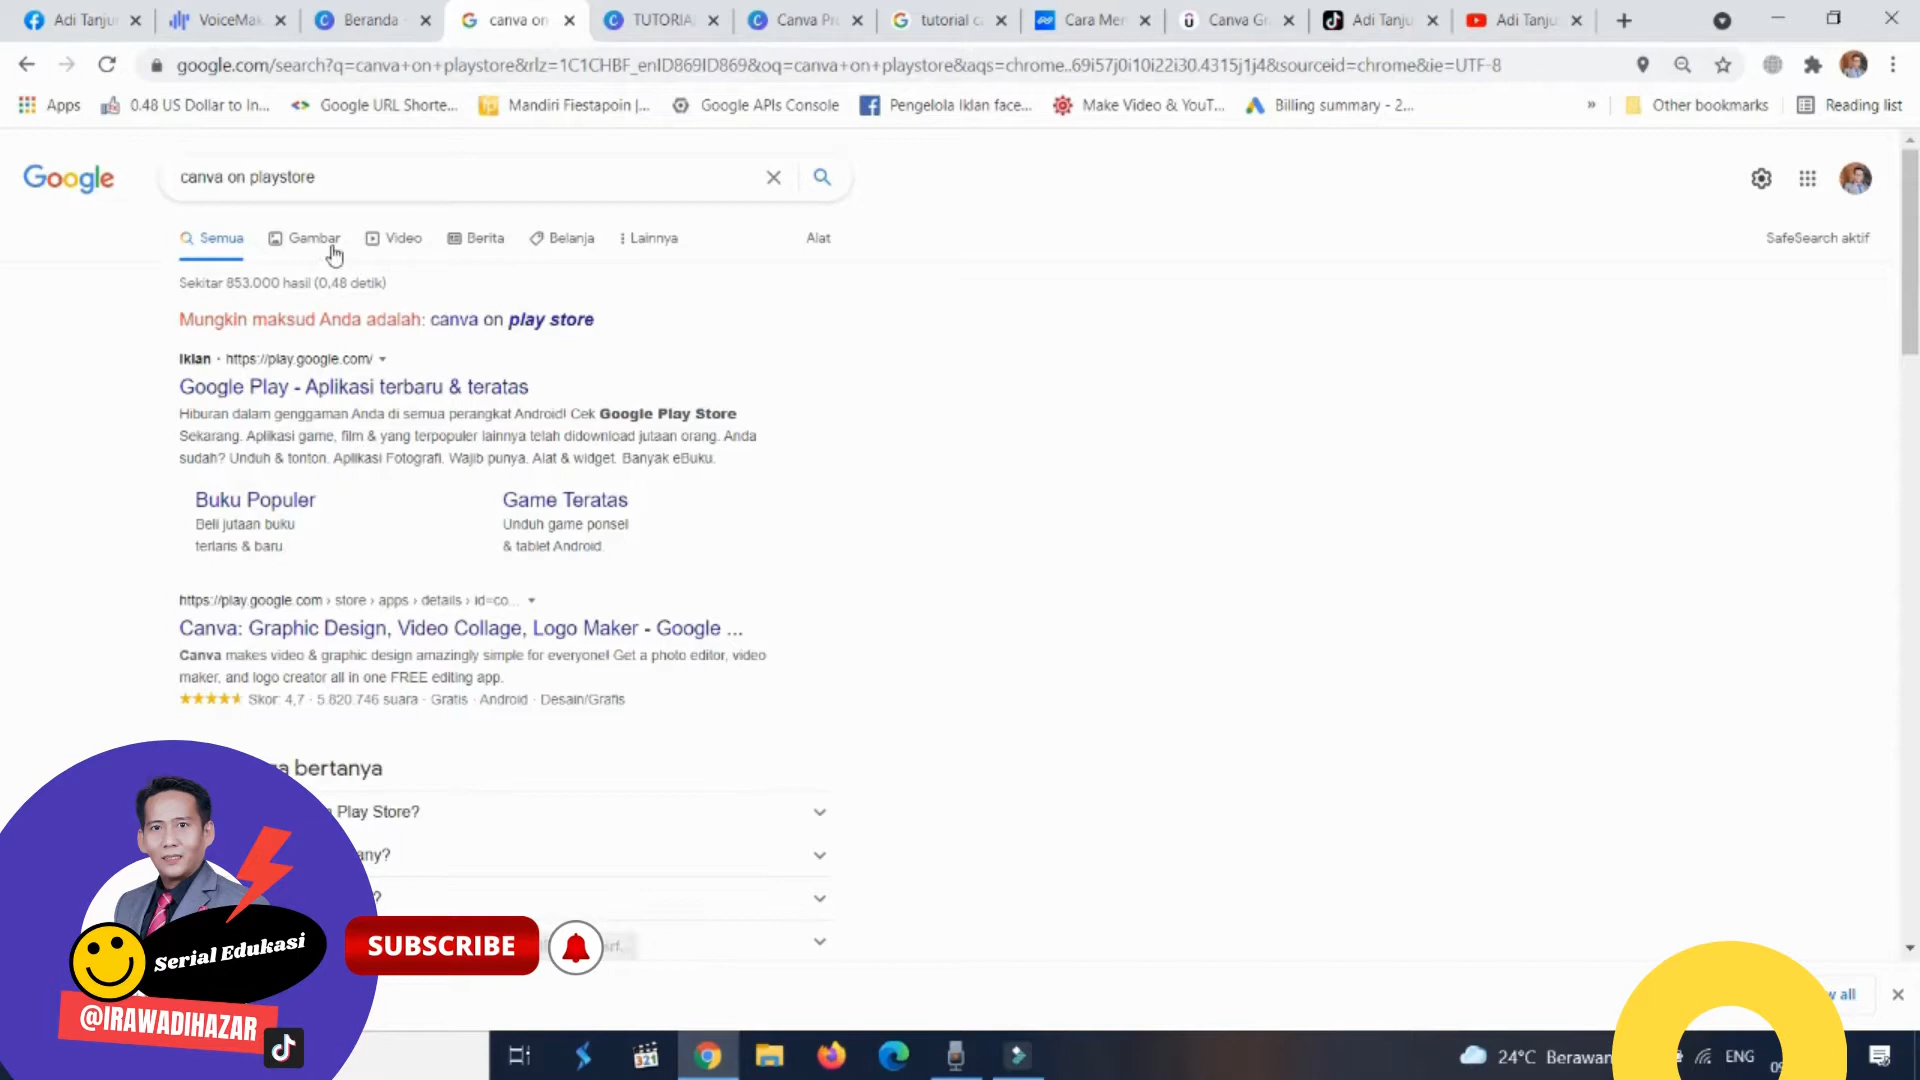 Adi Tanju
VoiceMak
Beranda
canva on
TUTORIA
Canva Pr
tutorial c
Cara Men
Canva Gr
Adi Tanju
Adi Tanju
google.com/search?q=canva+on+playstore&rlz=1C1CHBF_enID869ID869&oq=canva+on+playstore&aqs=chrome..69i57j0i10i22i30.4315j1j4&sourceid=chrome&ie=UTF-8
Apps
0.48 US Dollar to In...
Google URL Shorte...
Mandiri Fiestapoin |...
Google APIs Console
Pengelola Iklan face...
Make Video & YouT...
Billing summary - 2...
»
Other bookmarks
Reading list
Google
canva on playstore
Semua
Gambar
Video
Berita
Belanja
Lainnya
Alat
SafeSearch aktif
Sekitar 853.000 hasil (0,48 detik)
Mungkin maksud Anda adalah: canva on play store
Iklan · https://play.google.com/
Google Play - Aplikasi terbaru & teratas
Hiburan dalam genggaman Anda di semua perangkat Android! Cek Google Play Store
Sekarang. Aplikasi game, film & yang terpopuler lainnya telah didownload jutaan orang. Anda
sudah? Unduh & tonton. Aplikasi Fotografi. Wajib punya. Alat & widget. Banyak eBuku.
Buku Populer
Beli jutaan buku
terlaris & baru
Game Teratas
Unduh game ponsel
& tablet Android
https://play.google.com › store › apps › details › id=co...
Canva: Graphic Design, Video Collage, Logo Maker - Google ...
Canva makes video & graphic design amazingly simple for everyone! Get a photo editor, video
maker, and logo creator all in one FREE editing app.
Skor: 4,7 · 5.820.746 suara · Gratis · Android · Desain/Grafis
bertanya
Play Store?
any?
?
Serial Edukasi
@IRAWADIHAZAR
SUBSCRIBE
all
321
24°C Berawan
ENG